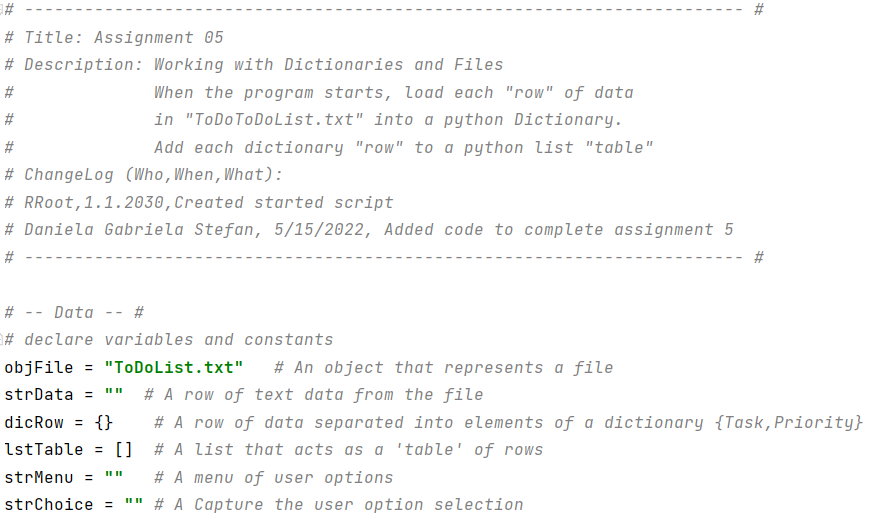 # ------------------------------------------------------------------------ #
# Title: Assignment 05
# Description: Working with Dictionaries and Files
#              When the program starts, load each "row" of data
#              in "ToDoToDoList.txt" into a python Dictionary.
#              Add each dictionary "row" to a python list "table"
# ChangeLog (Who,When,What):
# RRoot,1.1.2030,Created started script
# Daniela Gabriela Stefan, 5/15/2022, Added code to complete assignment 5
# ------------------------------------------------------------------------ #

# -- Data -- #
# declare variables and constants
objFile = "ToDoList.txt"   # An object that represents a file
strData = ""  # A row of text data from the file
dicRow = {}    # A row of data separated into elements of a dictionary {Task,Priority}
lstTable = []  # A list that acts as a 'table' of rows
strMenu = ""   # A menu of user options
strChoice = "" # A Capture the user option selection